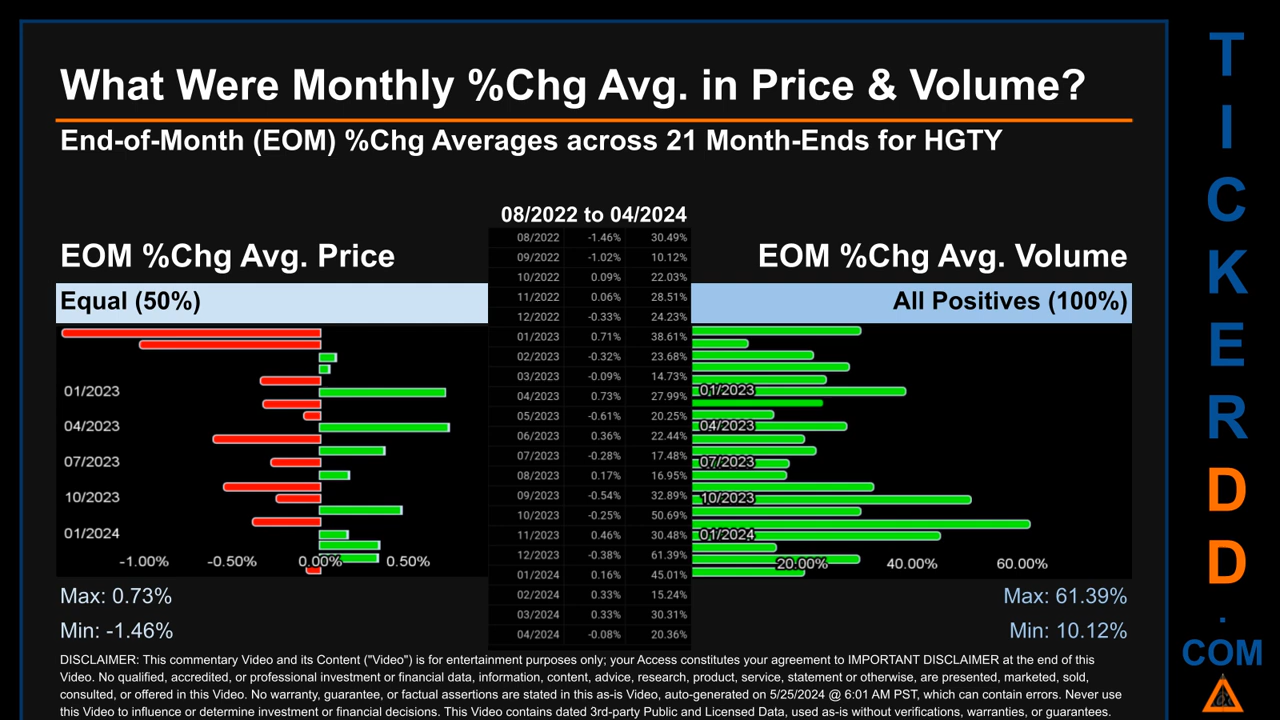 What Were Monthly %Chg Avg. in Price & Volume?
End-of-Month (EOM) %Chg Averages across 21 Month-Ends for HGTY
08/2022 to 04/2024
EOM %Chg Avg. Price
EOM %Chg Avg. Volume
Equal (50%)
All Positives (100%)
08/2022 -1.46% 30.49%
09/2022 -1.02% 10.12%
10/2022 0.09% 22.03%
11/2022 0.06% 28.51%
12/2022 -0.33% 24.23%
01/2023 0.71% 38.61%
02/2023 -0.32% 23.68%
03/2023 -0.09% 14.73%
04/2023 0.73% 27.99%
05/2023 -0.61% 20.25%
06/2023 0.36% 22.44%
07/2023 -0.28% 17.48%
08/2023 0.17% 16.95%
09/2023 -0.54% 32.89%
10/2023 -0.25% 50.69%
11/2023 0.46% 30.48%
12/2023 -0.38% 61.39%
01/2024 0.16% 45.01%
02/2024 0.33% 15.24%
03/2024 0.33% 30.31%
04/2024 -0.08% 20.36%
01/2023
04/2023
07/2023
10/2023
01/2024
-1.00% -0.50% 0.00% 0.50%
01/2023
04/2023
07/2023
10/2023
01/2024
20.00% 40.00% 60.00%
Max: 0.73%
Min: -1.46%
Max: 61.39%
Min: 10.12%
DISCLAIMER: This commentary Video and its Content ("Video") is for entertainment purposes only; your Access constitutes your agreement to IMPORTANT DISCLAIMER at the end of this
Video. No qualified, accredited, or professional investment or financial data, information, content, advice, research, product, service, statement or otherwise, are presented, marketed, sold,
consulted, or offered in this Video. No warranty, guarantee, or factual assertions are stated in this as-is Video, auto-generated on 5/25/2024 @ 6:01 AM PST, which can contain errors. Never use
this Video to influence or determine investment or financial decisions. This Video contains dated 3rd-party Public and Licensed Data, used as-is without verifications, warranties, or guarantees.
T
I
C
K
E
R
D
D
.
COM